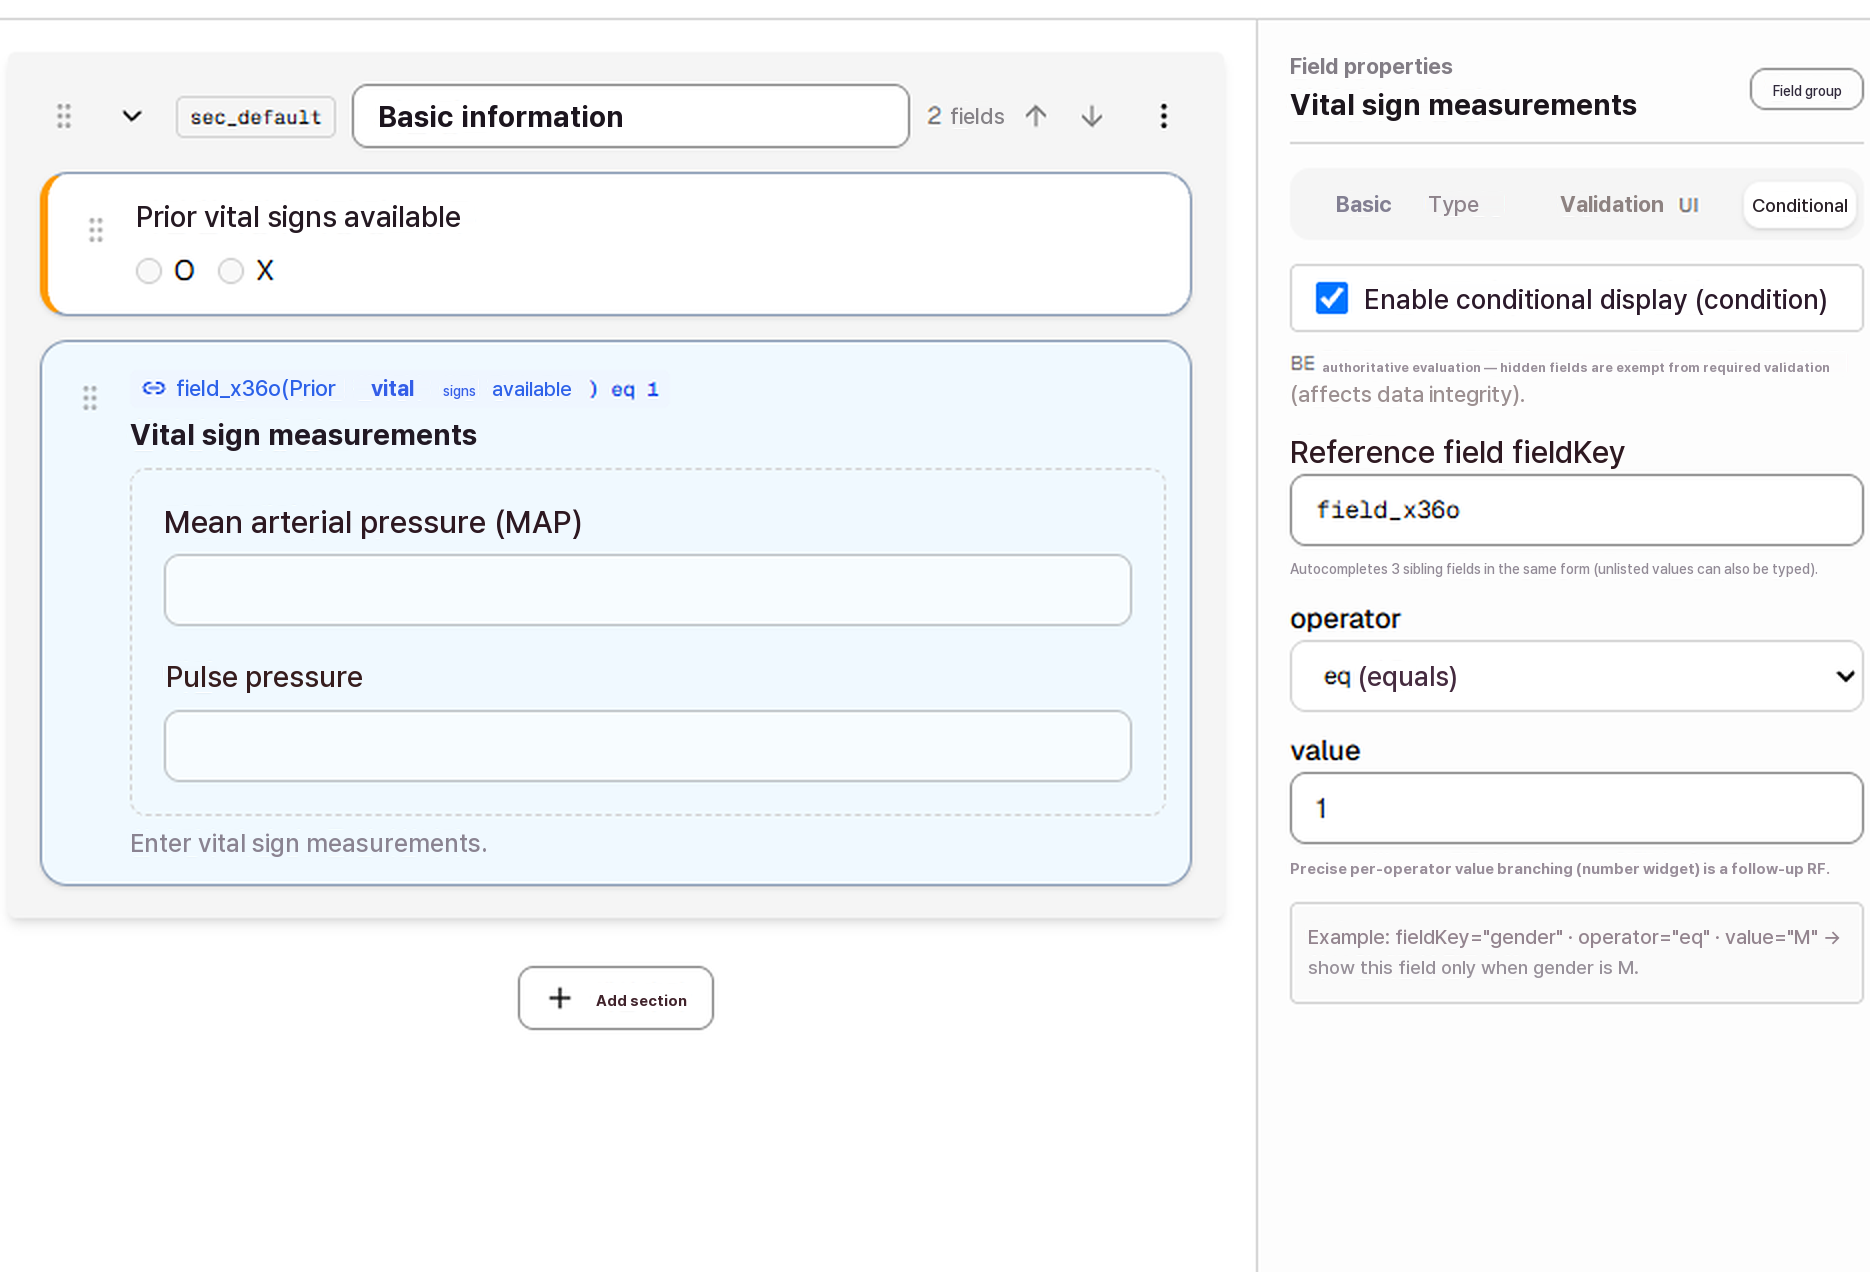 sec_default
Basic information
2 fields
Prior vital signs available
O X
field_x36o(Prior vital signs available ) eq 1
Vital sign measurements
Mean arterial pressure (MAP)
Pulse pressure
Enter vital sign measurements.
Add section
Field properties
Vital sign measurements
Field group
Basic Type Validation UI Conditional
Enable conditional display (condition)
BE authoritative evaluation — hidden fields are exempt from required validation
(affects data integrity).
Reference field fieldKey
field_x36o
Autocompletes 3 sibling fields in the same form (unlisted values can also be typed).
operator
eq (equals)
value
1
Precise per-operator value branching (number widget) is a follow-up RF.
Example: fieldKey="gender" · operator="eq" · value="M" →
show this field only when gender is M.